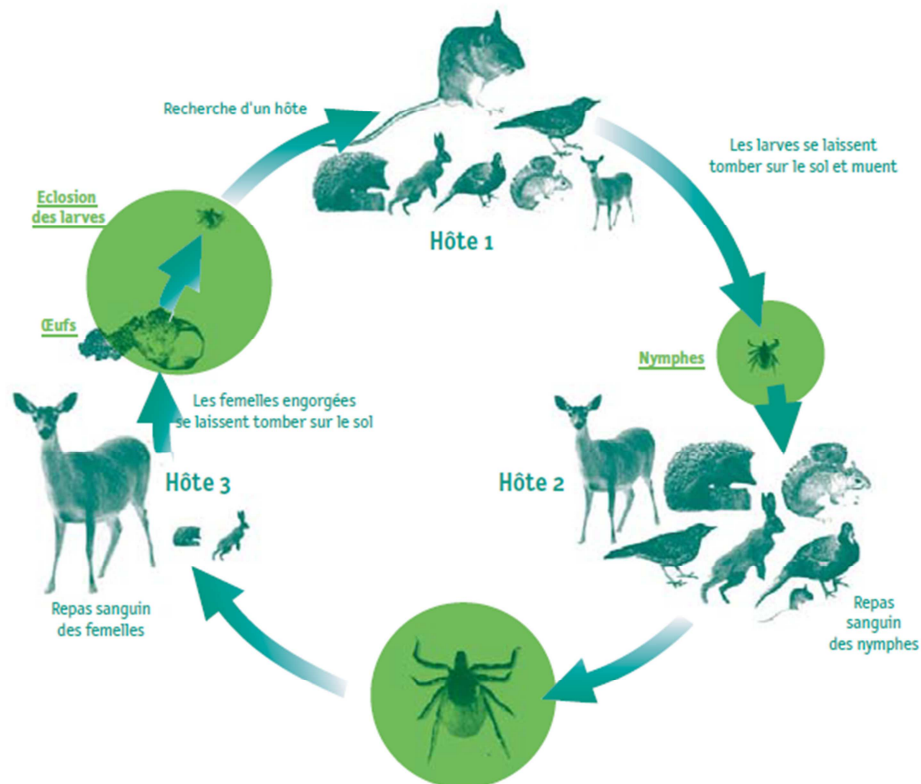 Recherche d'un hôte
Les larves se laissent
tomber sur le sol et muent
Eclosion
des larves
Hôte 1
Œufs
Nymphes
Les femelles engorgées
se laissent tomber sur le sol
Hôte 3
Hôte 2
Repas sanguin
des femelles
Repas
sanguin
des nymphes